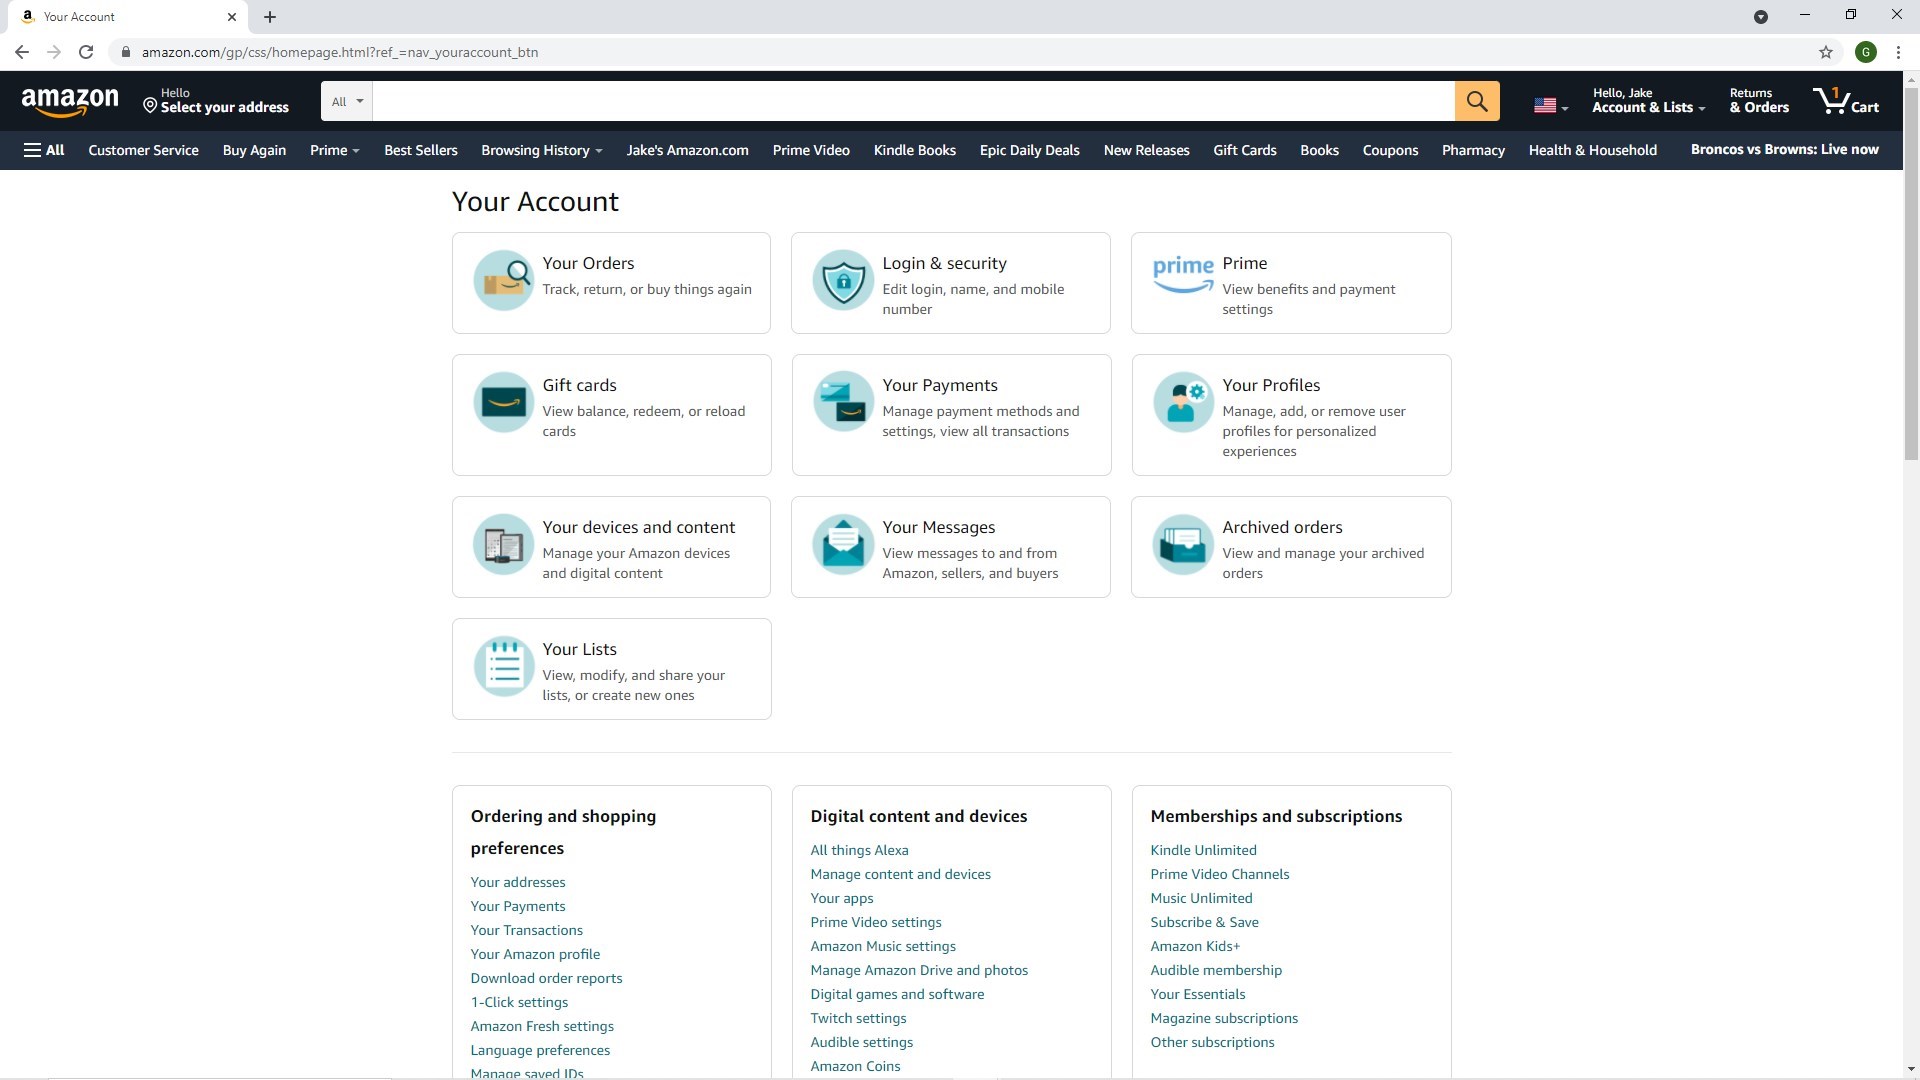 Your Account
amazon.com/gp/css/homepage.html?ref_=nav_youraccount_btn
G
amazon
Hello
Select your address
All
Hello, Jake
Account & Lists
Returns
& Orders
1
Cart
All
Customer Service
Buy Again
Prime
Best Sellers
Browsing History
Jake's Amazon.com
Prime Video
Kindle Books
Epic Daily Deals
New Releases
Gift Cards
Books
Coupons
Pharmacy
Health & Household
Broncos vs Browns: Live now
Your Account
Your Orders
Track, return, or buy things again
Login & security
Edit login, name, and mobile
number
prime
Prime
View benefits and payment
settings
Gift cards
View balance, redeem, or reload
cards
Your Payments
Manage payment methods and
settings, view all transactions
Your Profiles
Manage, add, or remove user
profiles for personalized
experiences
Your devices and content
Manage your Amazon devices
and digital content
Your Messages
View messages to and from
Amazon, sellers, and buyers
Archived orders
View and manage your archived
orders
Your Lists
View, modify, and share your
lists, or create new ones
Ordering and shopping
preferences
Your addresses
Your Payments
Your Transactions
Your Amazon profile
Download order reports
1-Click settings
Amazon Fresh settings
Language preferences
Manage saved IDs
Digital content and devices
All things Alexa
Manage content and devices
Your apps
Prime Video settings
Amazon Music settings
Manage Amazon Drive and photos
Digital games and software
Twitch settings
Audible settings
Amazon Coins
Memberships and subscriptions
Kindle Unlimited
Prime Video Channels
Music Unlimited
Subscribe & Save
Amazon Kids+
Audible membership
Your Essentials
Magazine subscriptions
Other subscriptions